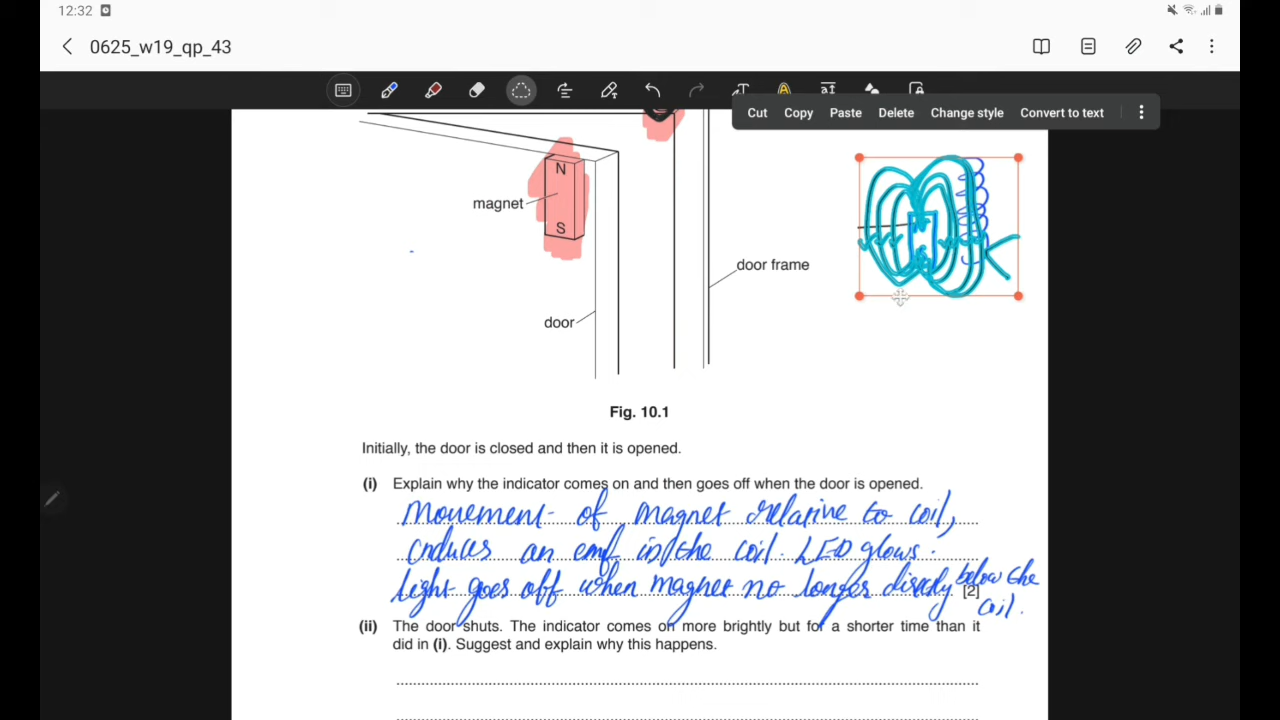 12:32
0625_w19_qp_43
Cut Copy Paste Delete Change style Convert to text
N
magnet
S
door frame
door
Fig. 10.1
Initially, the door is closed and then it is opened.
(i) Explain why the indicator comes on and then goes off when the door is opened.
Movement of magnet relative to coil,
induces an emf in the coil. LED glows.
light goes off when magnet no longer directly below the
coil.
[2]
(ii) The door shuts. The indicator comes on more brightly but for a shorter time than it
did in (i). Suggest and explain why this happens.